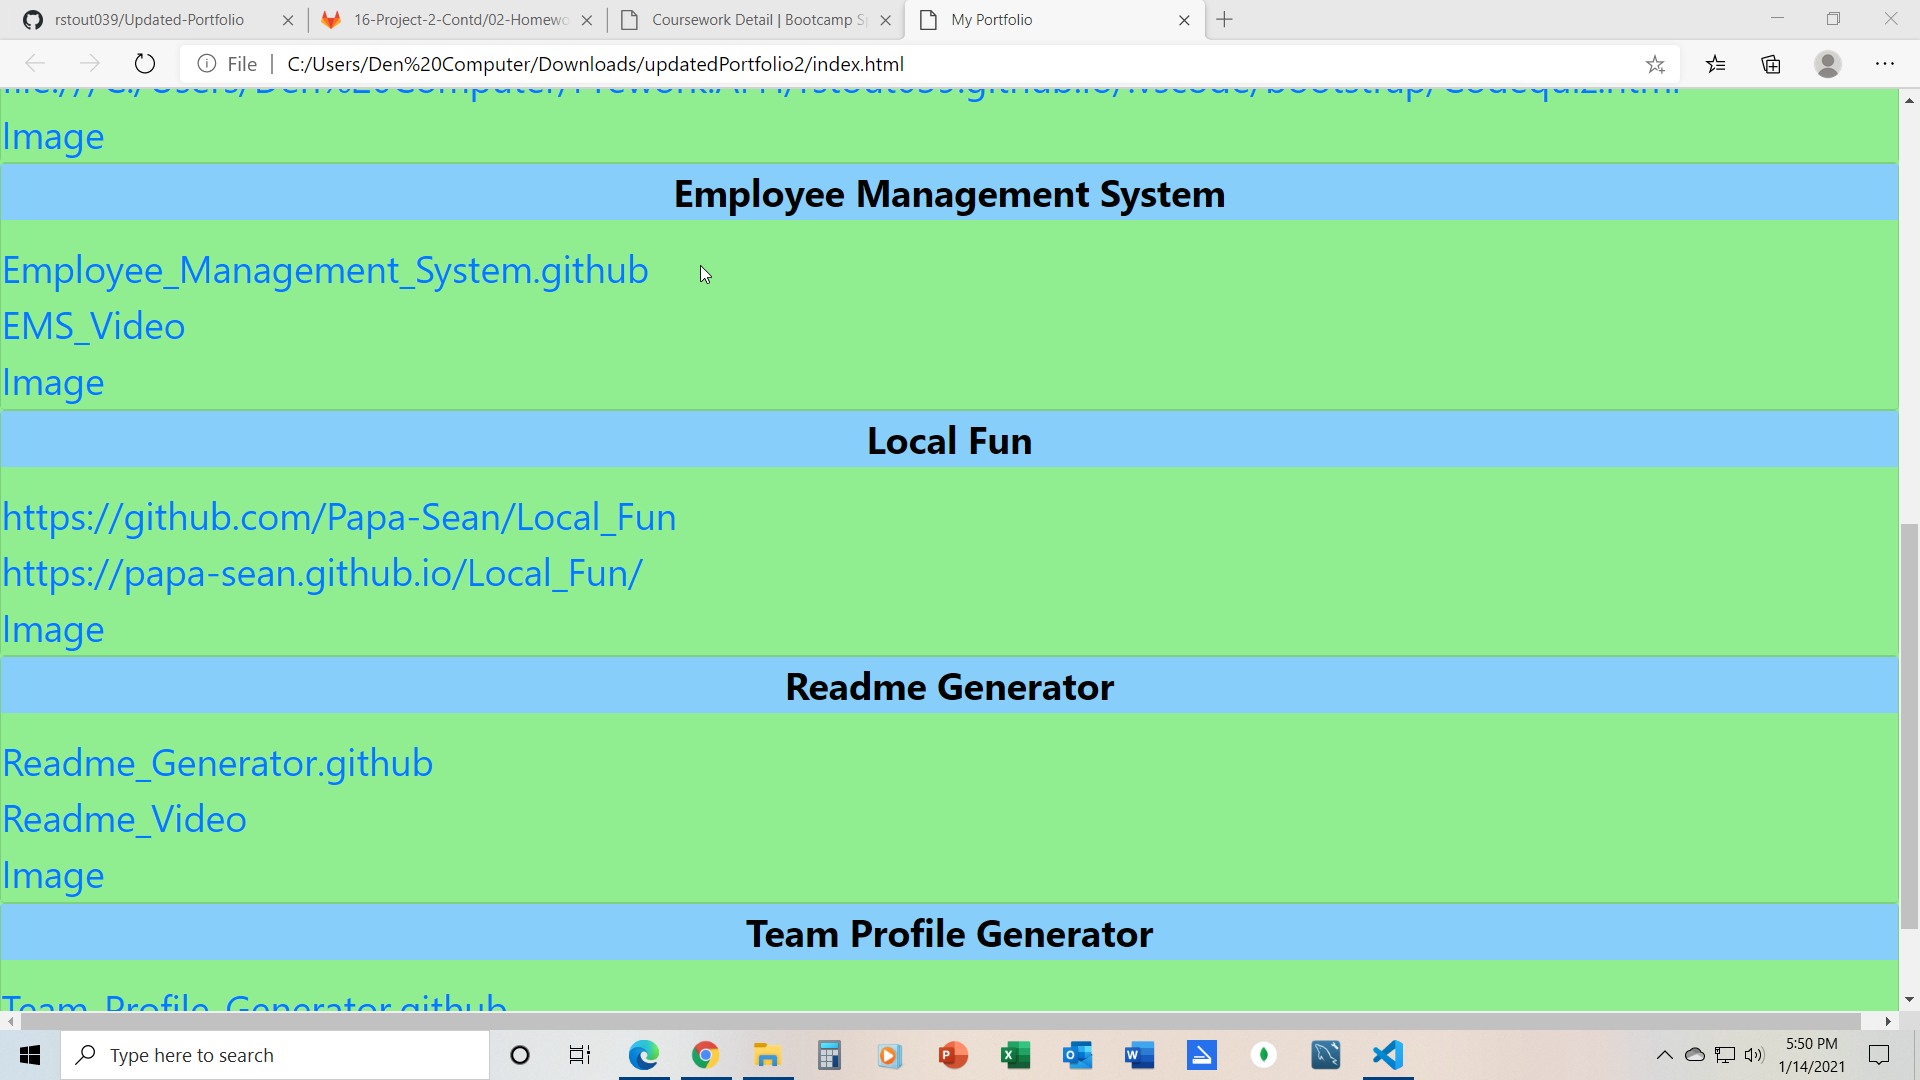 rstout039/Updated-Portfolio
16-Project-2-Contd/02-Homewo
Coursework Detail | Bootcamp Sp
My Portfolio
File C:/Users/Den%20Computer/Downloads/updatedPortfolio2/index.html
Image
Employee Management System
Employee_Management_System.github
EMS_Video
Image
Local Fun
https://github.com/Papa-Sean/Local_Fun
https://papa-sean.github.io/Local_Fun/
Image
Readme Generator
Readme_Generator.github
Readme_Video
Image
Team Profile Generator
Team_Profile_Generator.github
Type here to search
5:50 PM
1/14/2021